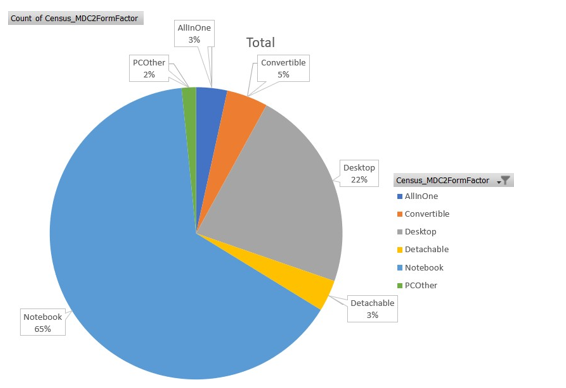 Count of Census_MDC2FormFactor
Total
AllInOne
3%
PCOther
2%
Convertible
5%
Desktop
22%
Detachable
3%
Notebook
65%
Census_MDC2FormFactor
AllInOne
Convertible
Desktop
Detachable
Notebook
PCOther